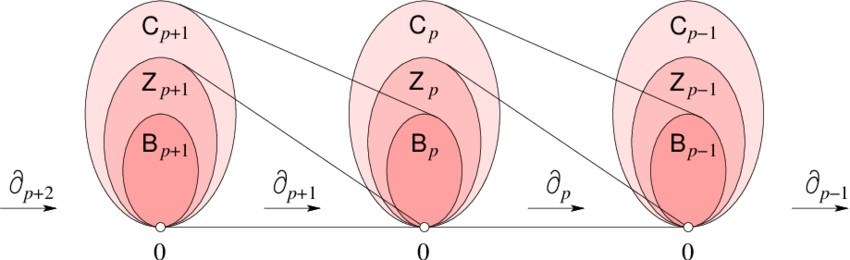 C_{p+1} C_p C_{p−1}
Z_{p+1} Z_p Z_{p−1}
B_{p+1} B_p B_{p−1}
∂_{p+2} ∂_{p+1} ∂_p ∂_{p−1}
0 0 0